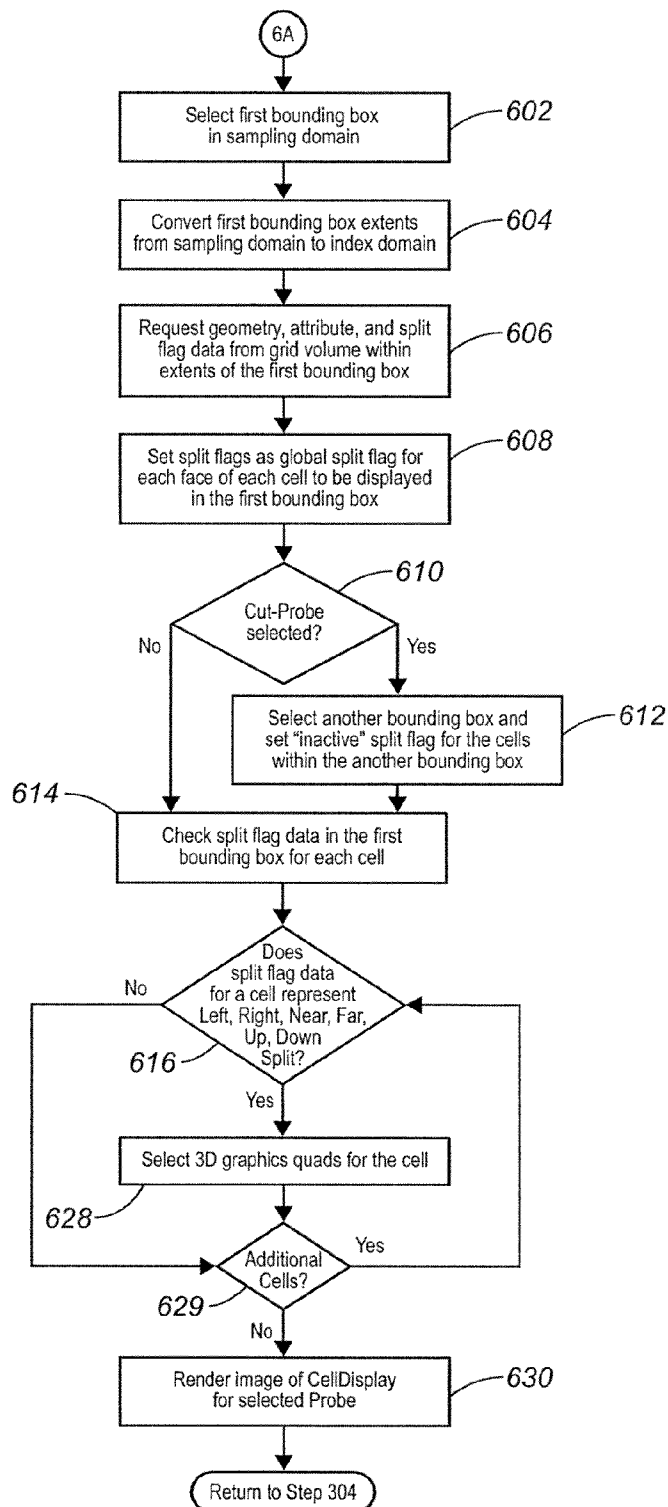 6A
Select first bounding box
in sampling domain
602
Convert first bounding box extents
from sampling domain to index domain
604
Request geometry, attribute, and split
flag data from grid volume within
extents of the first bounding box
606
Set split flags as global split flag for
each face of each cell to be displayed
in the first bounding box
608
610
Cut-Probe
selected?
No
Yes
Select another bounding box and
set "inactive" split flag for the cells
within the another bounding box
612
614
Check split flag data in the first
bounding box for each cell
Does
split flag data
for a cell represent
Left, Right, Near, Far,
Up, Down
Split?
No
616
Yes
Select 3D graphics quads for the cell
628
Additional
Cells?
Yes
629
No
Render image of CellDisplay
for selected Probe
630
Return to Step 304